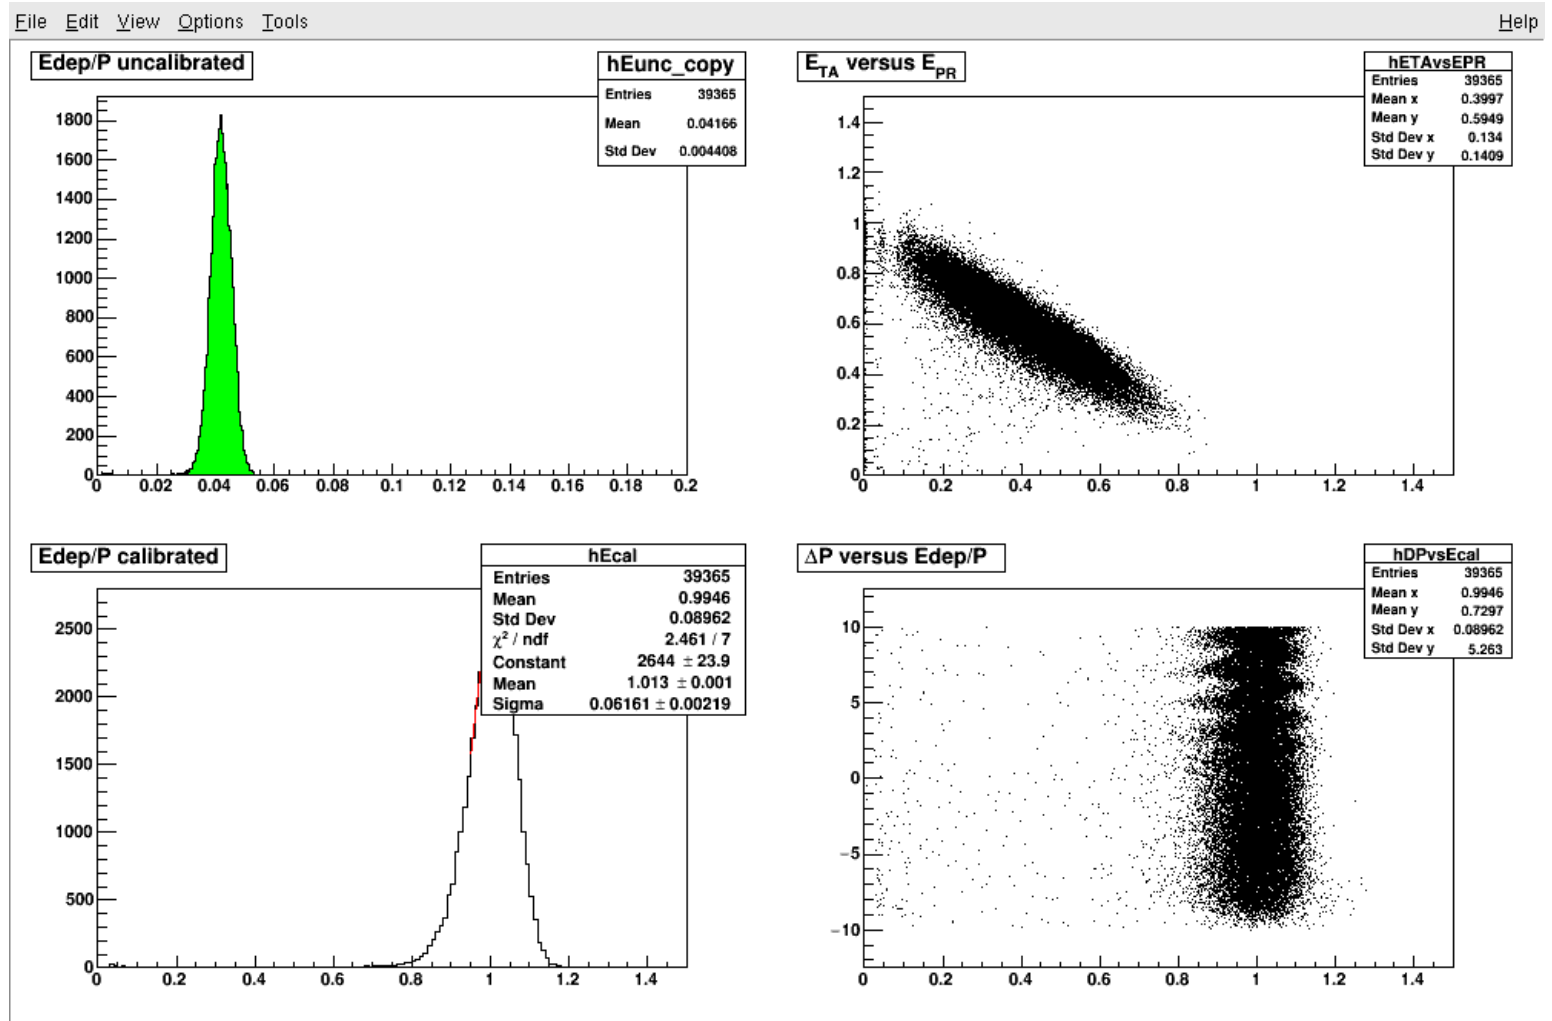 File Edit View Options Tools Help
Edep/P uncalibrated
hEunc_copy
Entries 39365
Mean 0.04166
Std Dev 0.004408
1800
1600
1400
1200
1000
800
600
400
200
0
0 0.02 0.04 0.06 0.08 0.1 0.12 0.14 0.16 0.18 0.2
E_TA versus E_PR
hETAvsEPR
Entries 39365
Mean x 0.3997
Mean y 0.5949
Std Dev x 0.134
Std Dev y 0.1409
1.4
1.2
1
0.8
0.6
0.4
0.2
0
0 0.2 0.4 0.6 0.8 1 1.2 1.4
Edep/P calibrated
hEcal
Entries 39365
Mean 0.9946
Std Dev 0.08962
χ² / ndf 2.461 / 7
Constant 2644 ± 23.9
Mean 1.013 ± 0.001
Sigma 0.06161 ± 0.00219
2500
2000
1500
1000
500
0
0 0.2 0.4 0.6 0.8 1 1.2 1.4
ΔP versus Edep/P
hDPvsEcal
Entries 39365
Mean x 0.9946
Mean y 0.7297
Std Dev x 0.08962
Std Dev y 5.263
10
5
0
−5
−10
0 0.2 0.4 0.6 0.8 1 1.2 1.4